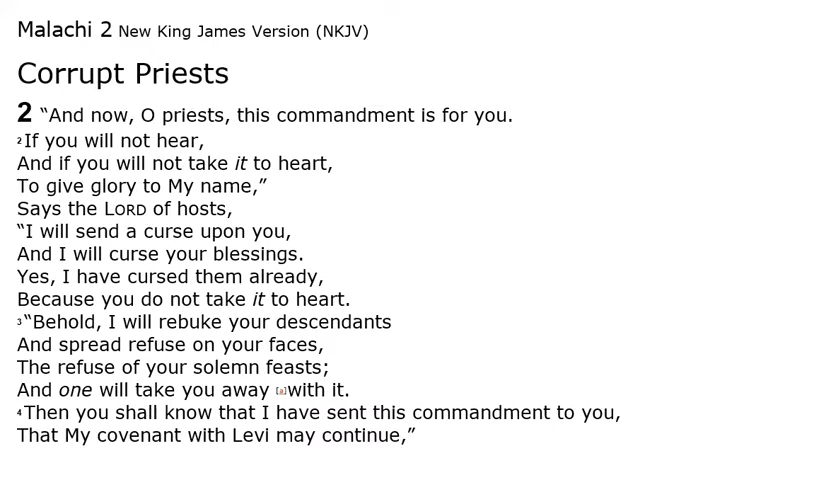 Malachi 2 New King James Version (NKJV)
Corrupt Priests
2 “And now, O priests, this commandment is for you.
2 If you will not hear,
And if you will not take it to heart,
To give glory to My name,”
Says the LORD of hosts,
“I will send a curse upon you,
And I will curse your blessings.
Yes, I have cursed them already,
Because you do not take it to heart.
3 “Behold, I will rebuke your descendants
And spread refuse on your faces,
The refuse of your solemn feasts;
And one will take you away [a]with it.
4 Then you shall know that I have sent this commandment to you,
That My covenant with Levi may continue,”